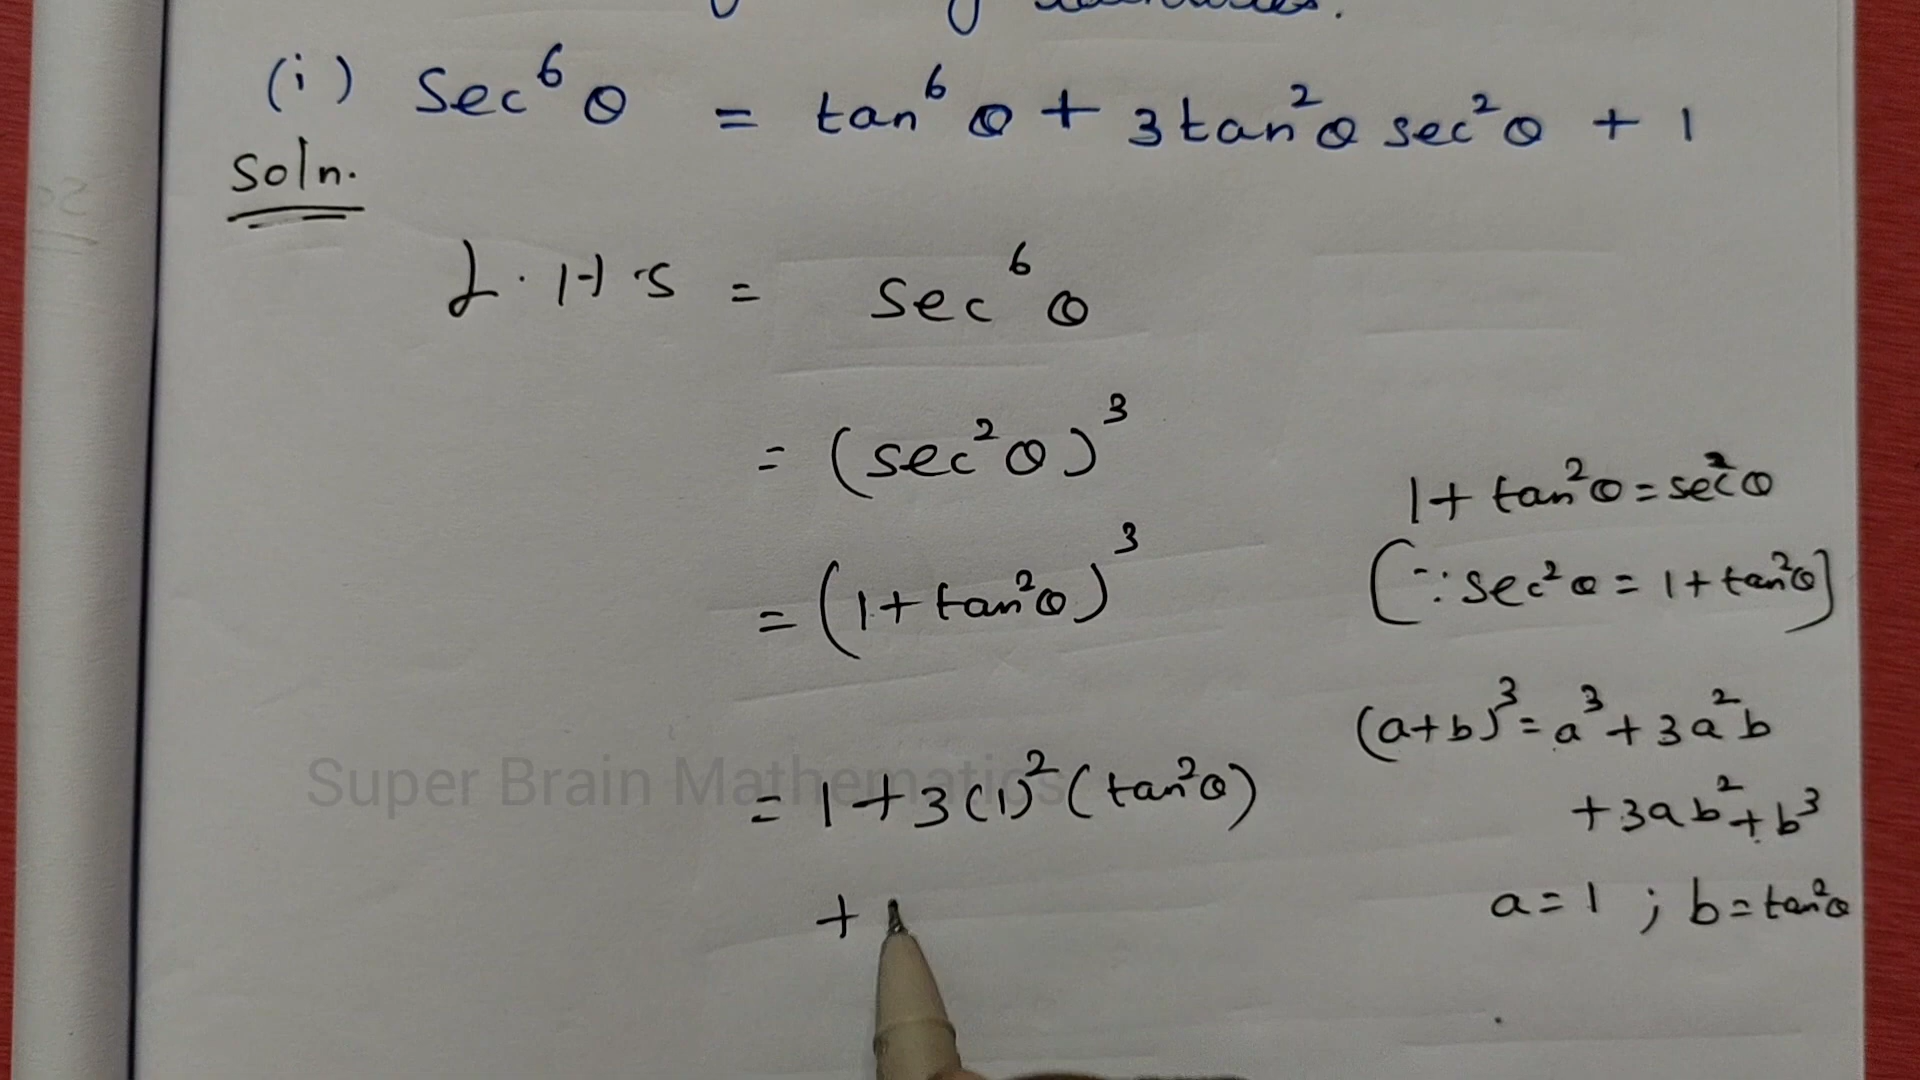 (i) Sec⁶θ = tan⁶θ + 3tan²θ sec²θ + 1
Soln.
L.H.S = Sec⁶θ
= (sec²θ)³
1 + tan²θ = sec²θ
= (1 + tan²θ)³
[∵ sec²θ = 1 + tan²θ]
(a+b)³ = a³ + 3a²b
Super Brain Mathematics
= 1 + 3(1)²(tan²θ)
+ 3ab² + b³
+
a = 1 ; b = tan²θ